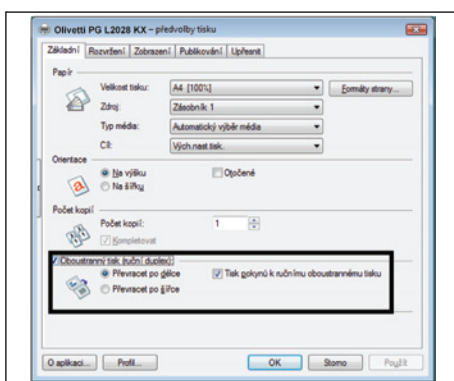 Olivetti PG L2028 KX – předvolby tisku
Základní Rozvržení Zobrazení Publikování Upřesnit
Papír
Velikost tisku: A4 [100%] Formáty strany...
Zdroj: Zásobník 1
Typ média: Automatický výběr média
Cíl: Vých.nast.tisk.
Orientace
Na výšku Otočené
Na šířku
Počet kopií
Počet kopií: 1
Kompletovat
Oboustranný tisk (ruční duplex):
Převracet po délce Tisk pokynů k ručnímu oboustrannému tisku
Převracet po šířce
O aplikaci... Profil... OK Storno Použít